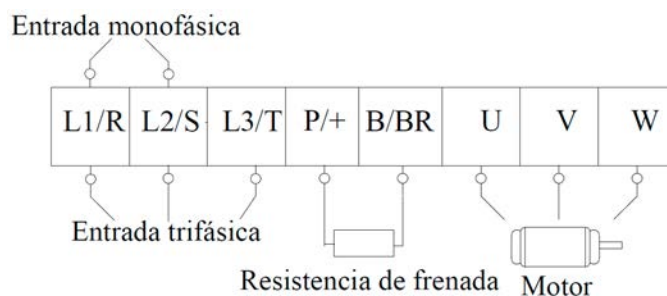 Entrada monofásica
L1/R L2/S L3/T P/+ B/BR U V W
Entrada trifásica
Resistencia de frenada
Motor